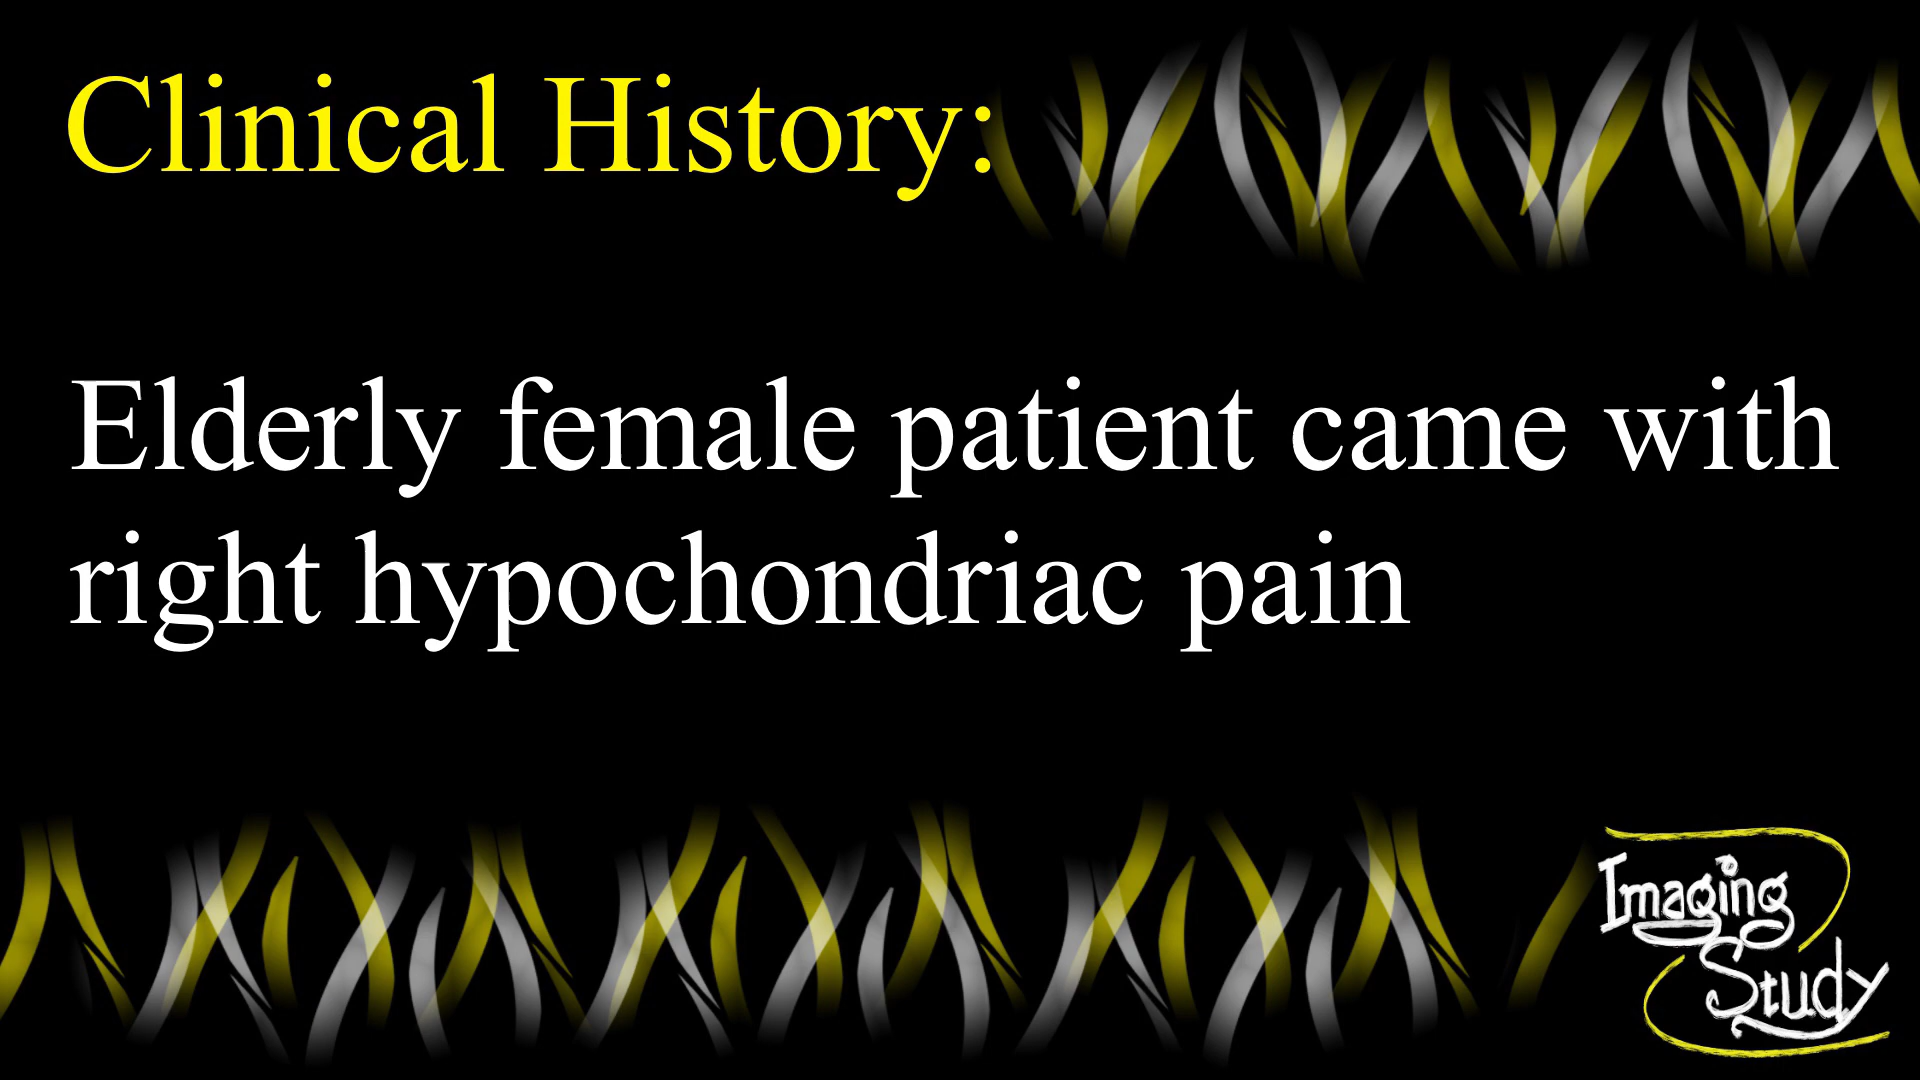 Clinical History:
Elderly female patient came with
right hypochondriac pain
Imaging
Study